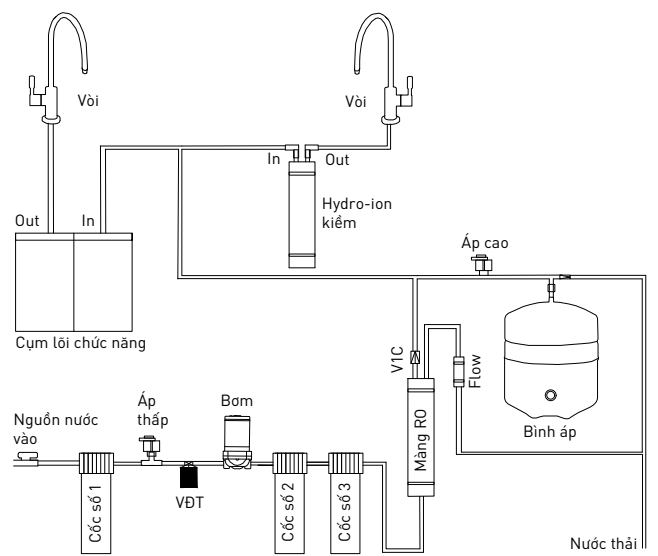 Vòi
Vòi
In
Out
Hydro-ion
kiềm
Out
In
Áp cao
Cụm lõi chức năng
V1C
Flow
Bình áp
Màng RO
Nguồn nước
vào
Áp
thấp
Bơm
VĐT
Cốc số 1
Cốc số 2
Cốc số 3
Nước thải